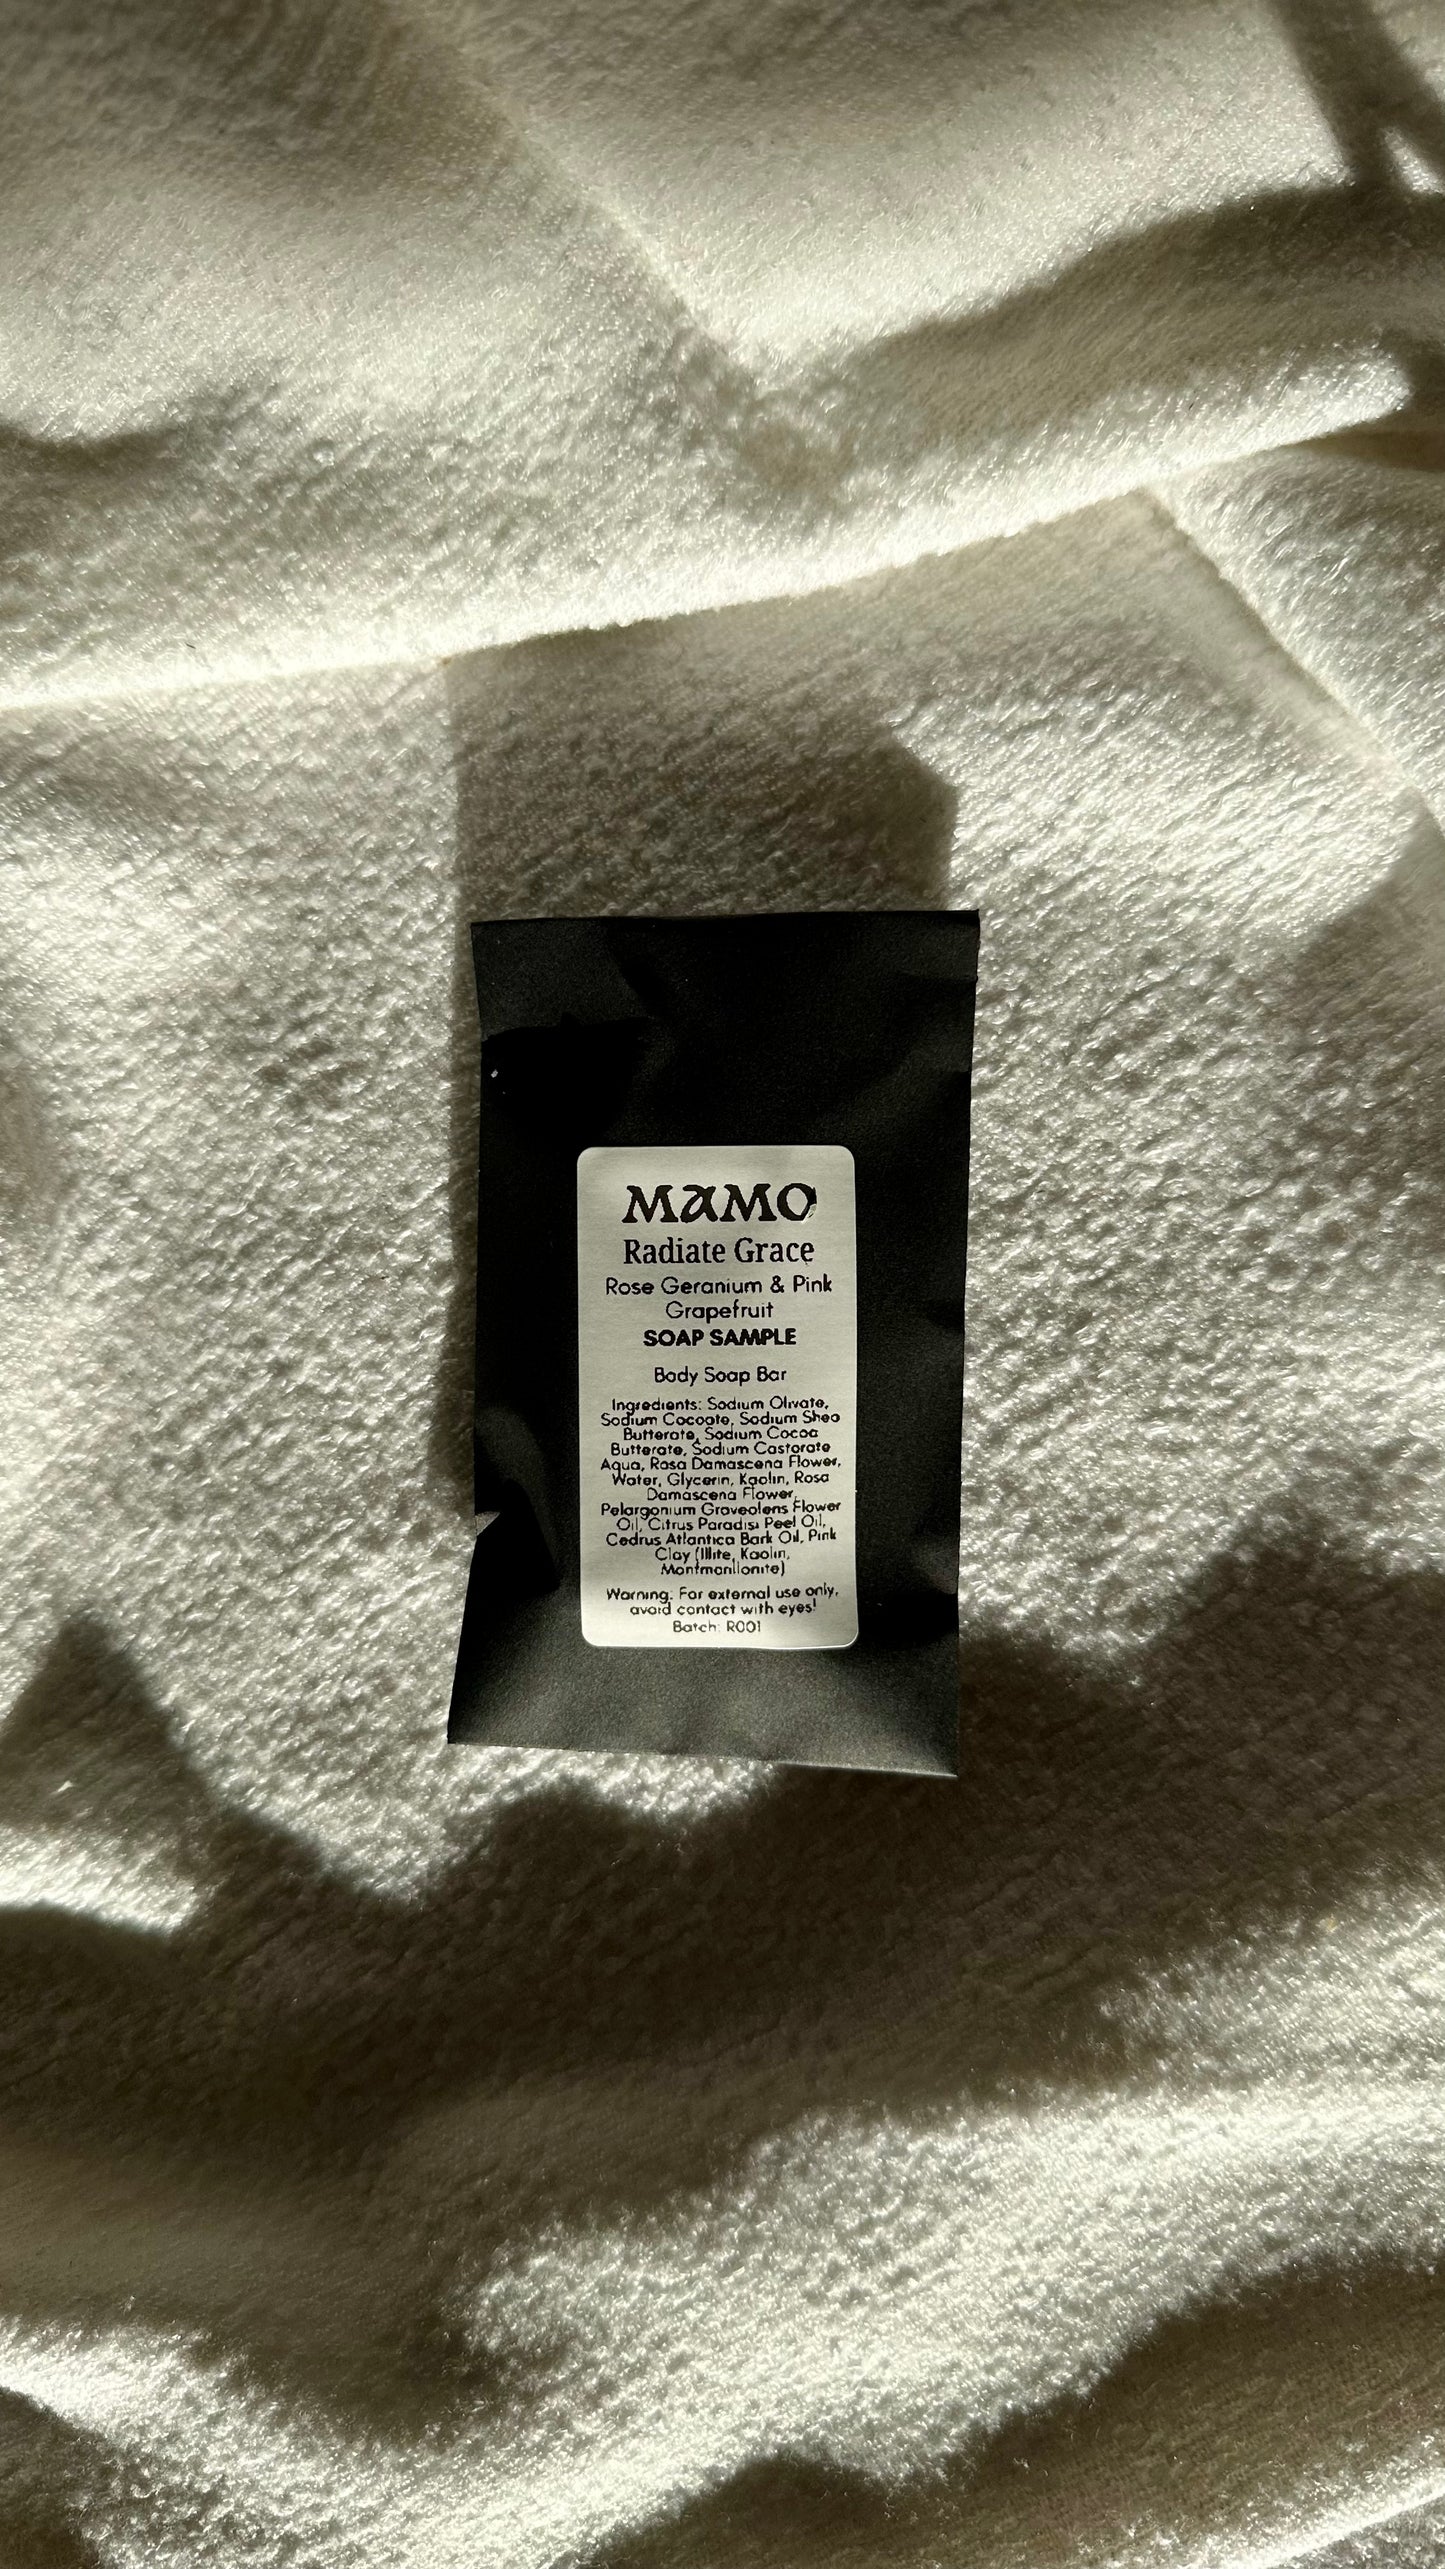 MAMO
Radiate Grace
Rose Geranium & Pink
Grapefruit
SOAP SAMPLE
Body Soap Bar
Ingredients: Sodium Olivate,
Sodium Cocoate, Sodium Shea
Butterate, Sodium Cocoa
Butterate, Sodium Castorate
Aqua, Rosa Damascena Flower,
Water, Glycerin, Kaolin, Rosa
Damascena Flower,
Pelargonium Graveolens Flower
Oil, Citrus Paradisi Peel Oil,
Cedrus Atlantica Bark Oil, Pink
Clay (Illite, Kaolin,
Montmorillonite)
Warning: For external use only,
avoid contact with eyes!
Batch: R001